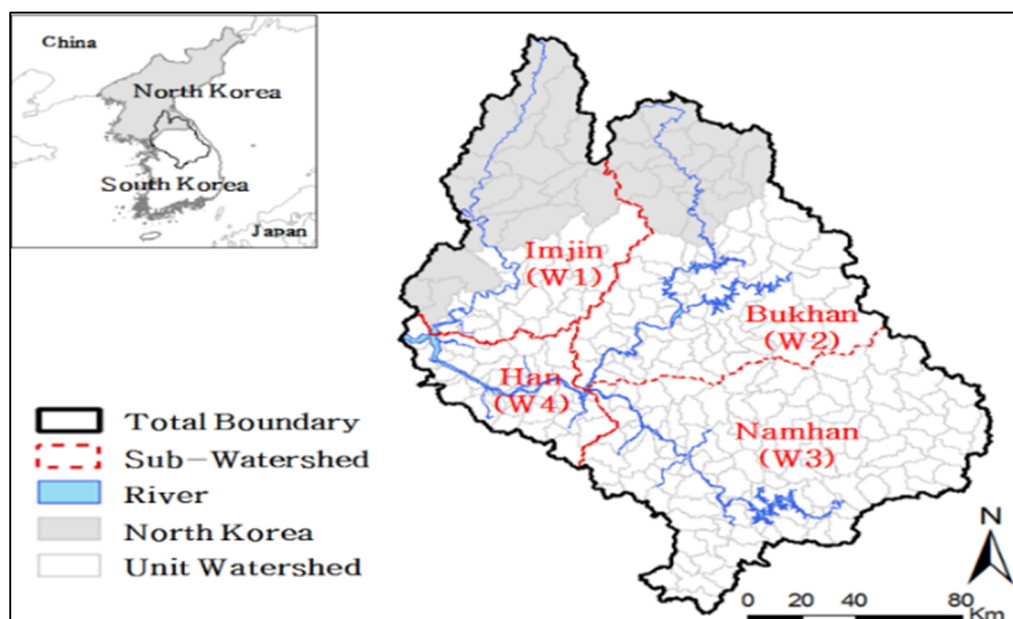 China
North Korea
South Korea
Japan
Imjin
(W1)
Bukhan
(W2)
Han
(W4)
Namhan
(W3)
Total Boundary
Sub-Watershed
River
North Korea
Unit Watershed
N
0 20 40 80
Km